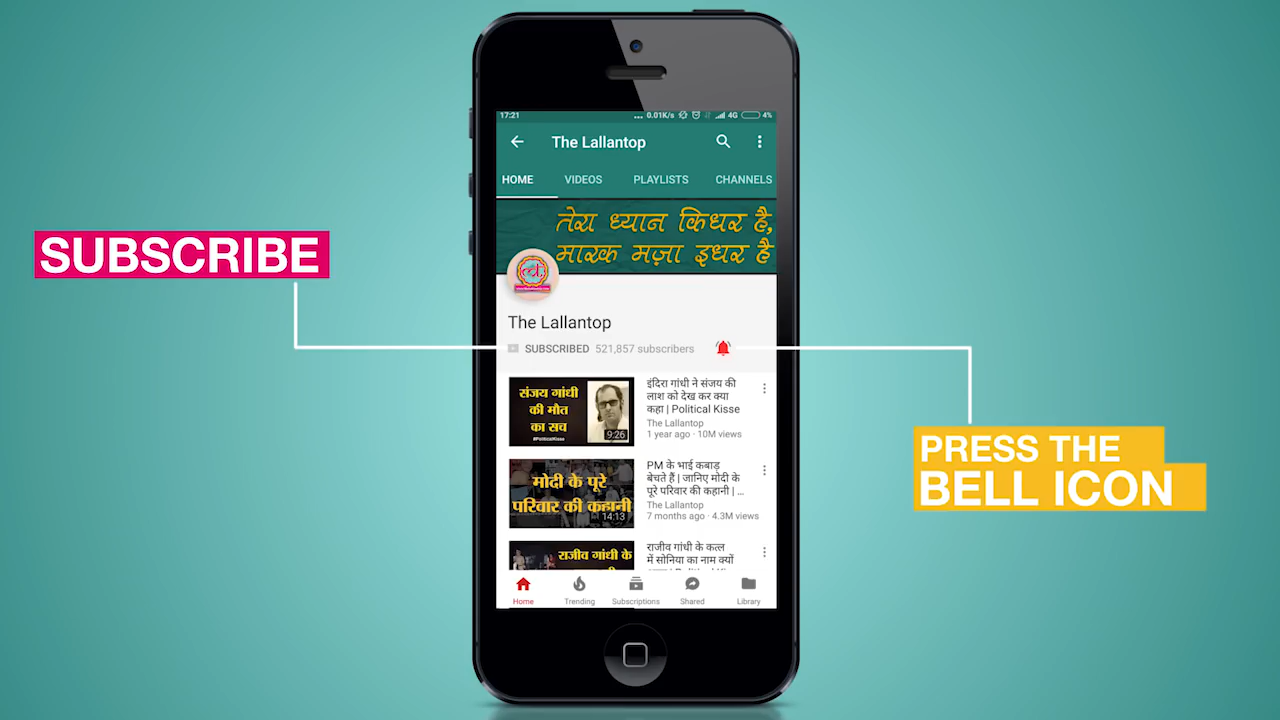 17:21 ... 0.01K/s 4G 4%
The Lallantop
HOME VIDEOS PLAYLISTS CHANNELS
तेरा ध्यान किधर है,
मारक मज़ा इधर है
SUBSCRIBE
The Lallantop
SUBSCRIBED 521,857 subscribers
संजय गांधी
की मौत
का सच
#PoliticalKisse
9:26
इंदिरा गांधी ने संजय की
लाश को देख कर क्या
कहा | Political Kisse
The Lallantop
1 year ago · 10M views
PRESS THE
BELL ICON
मोदी के पूरे
परिवार की कहानी
14:13
PM के भाई कबाड़
बेचते हैं | जानिए मोदी के
पूरे परिवार की कहानी | ...
The Lallantop
7 months ago · 4.3M views
राजीव गांधी के
राजीव गांधी के कत्ल
में सोनिया का नाम क्यों
Home Trending Subscriptions Shared Library